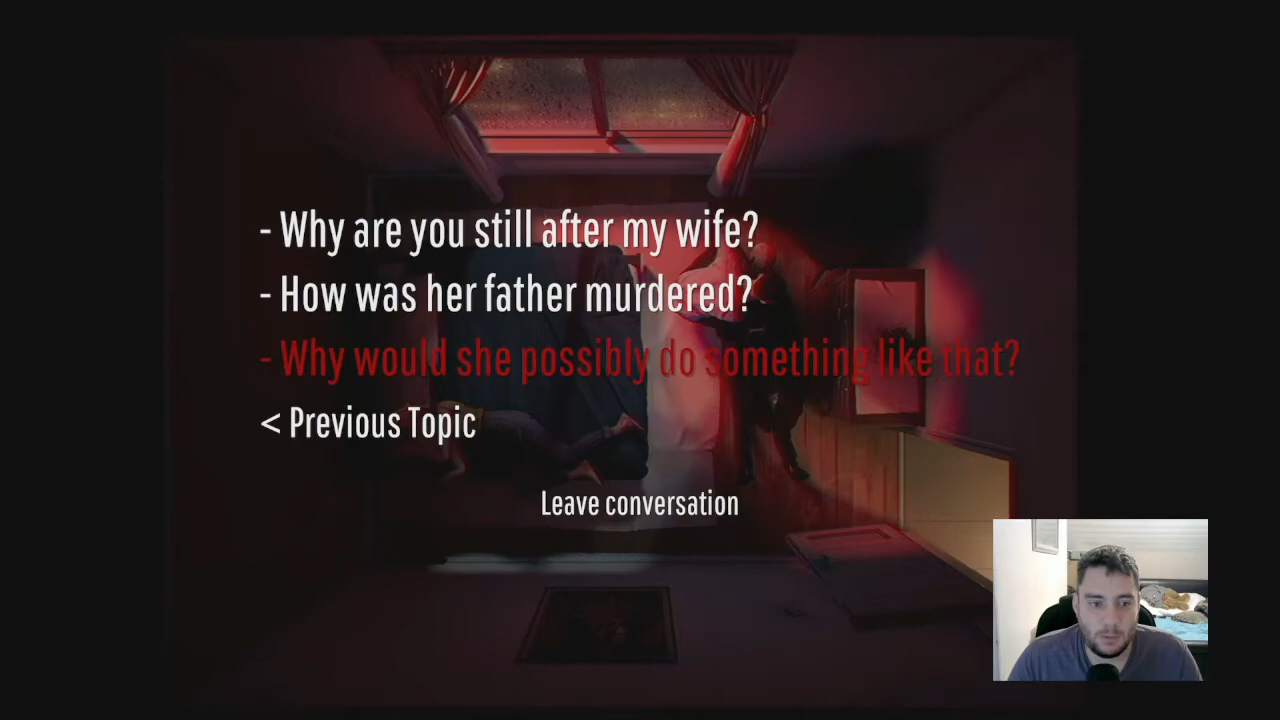 - Why are you still after my wife?
- How was her father murdered?
- Why would she possibly do something like that?
< Previous Topic
Leave conversation